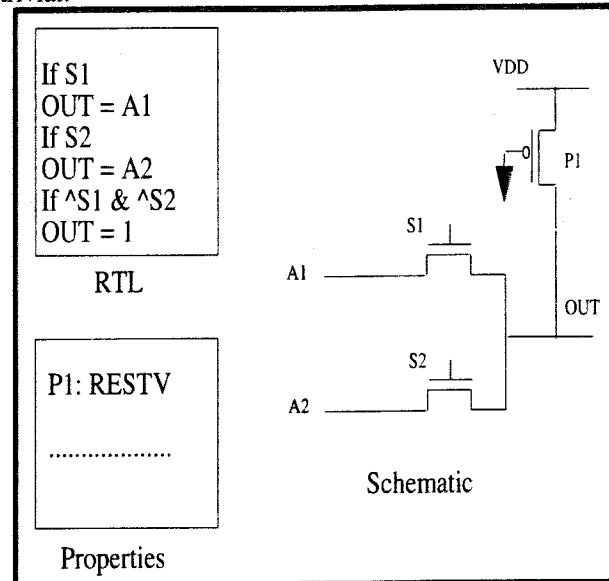 If S1
OUT = A1
If S2
OUT = A2
If ^S1 & ^S2
OUT = 1
RTL
P1: RESTV
...................
Properties
VDD
P1
S1
A1
OUT
S2
A2
Schematic